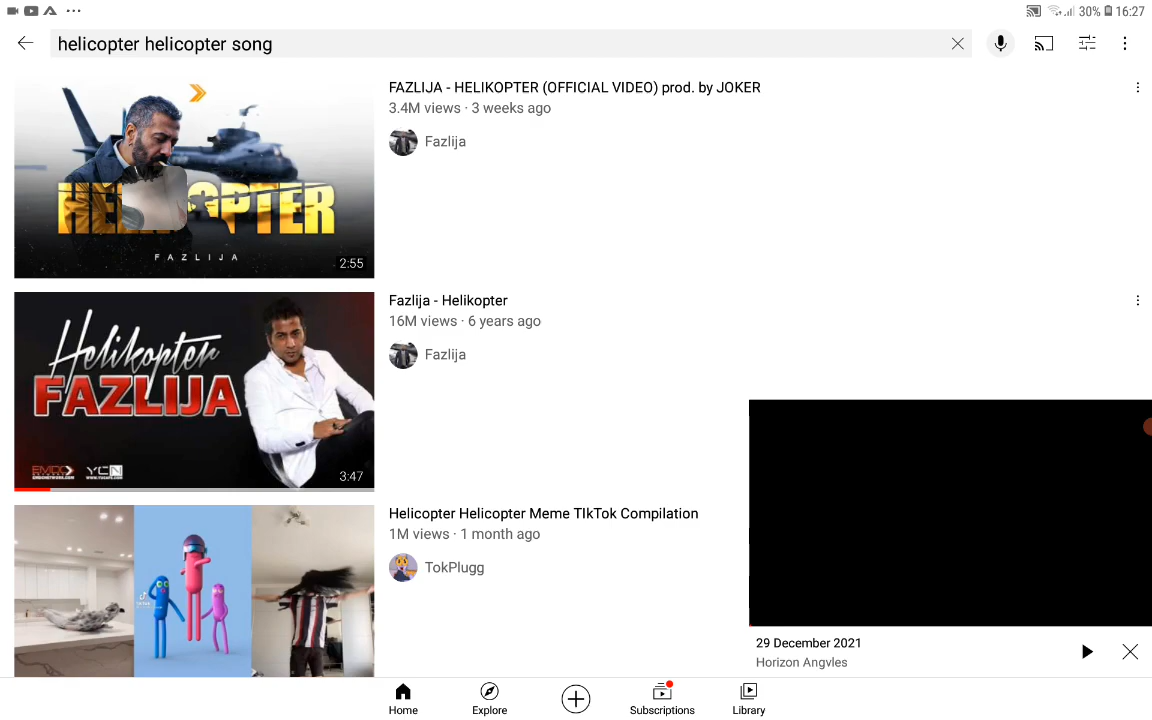 30% 16:27
helicopter helicopter song
FAZLIJA - HELIKOPTER (OFFICIAL VIDEO) prod. by JOKER
3.4M views · 3 weeks ago
Fazlija
FAZLIJA
2:55
Fazlija - Helikopter
16M views · 6 years ago
Fazlija
Helikopter
FAZLIJA
3:47
Helicopter Helicopter Meme TIkTok Compilation
1M views · 1 month ago
TokPlugg
29 December 2021
Horizon Angvles
Home
Explore
Subscriptions
Library